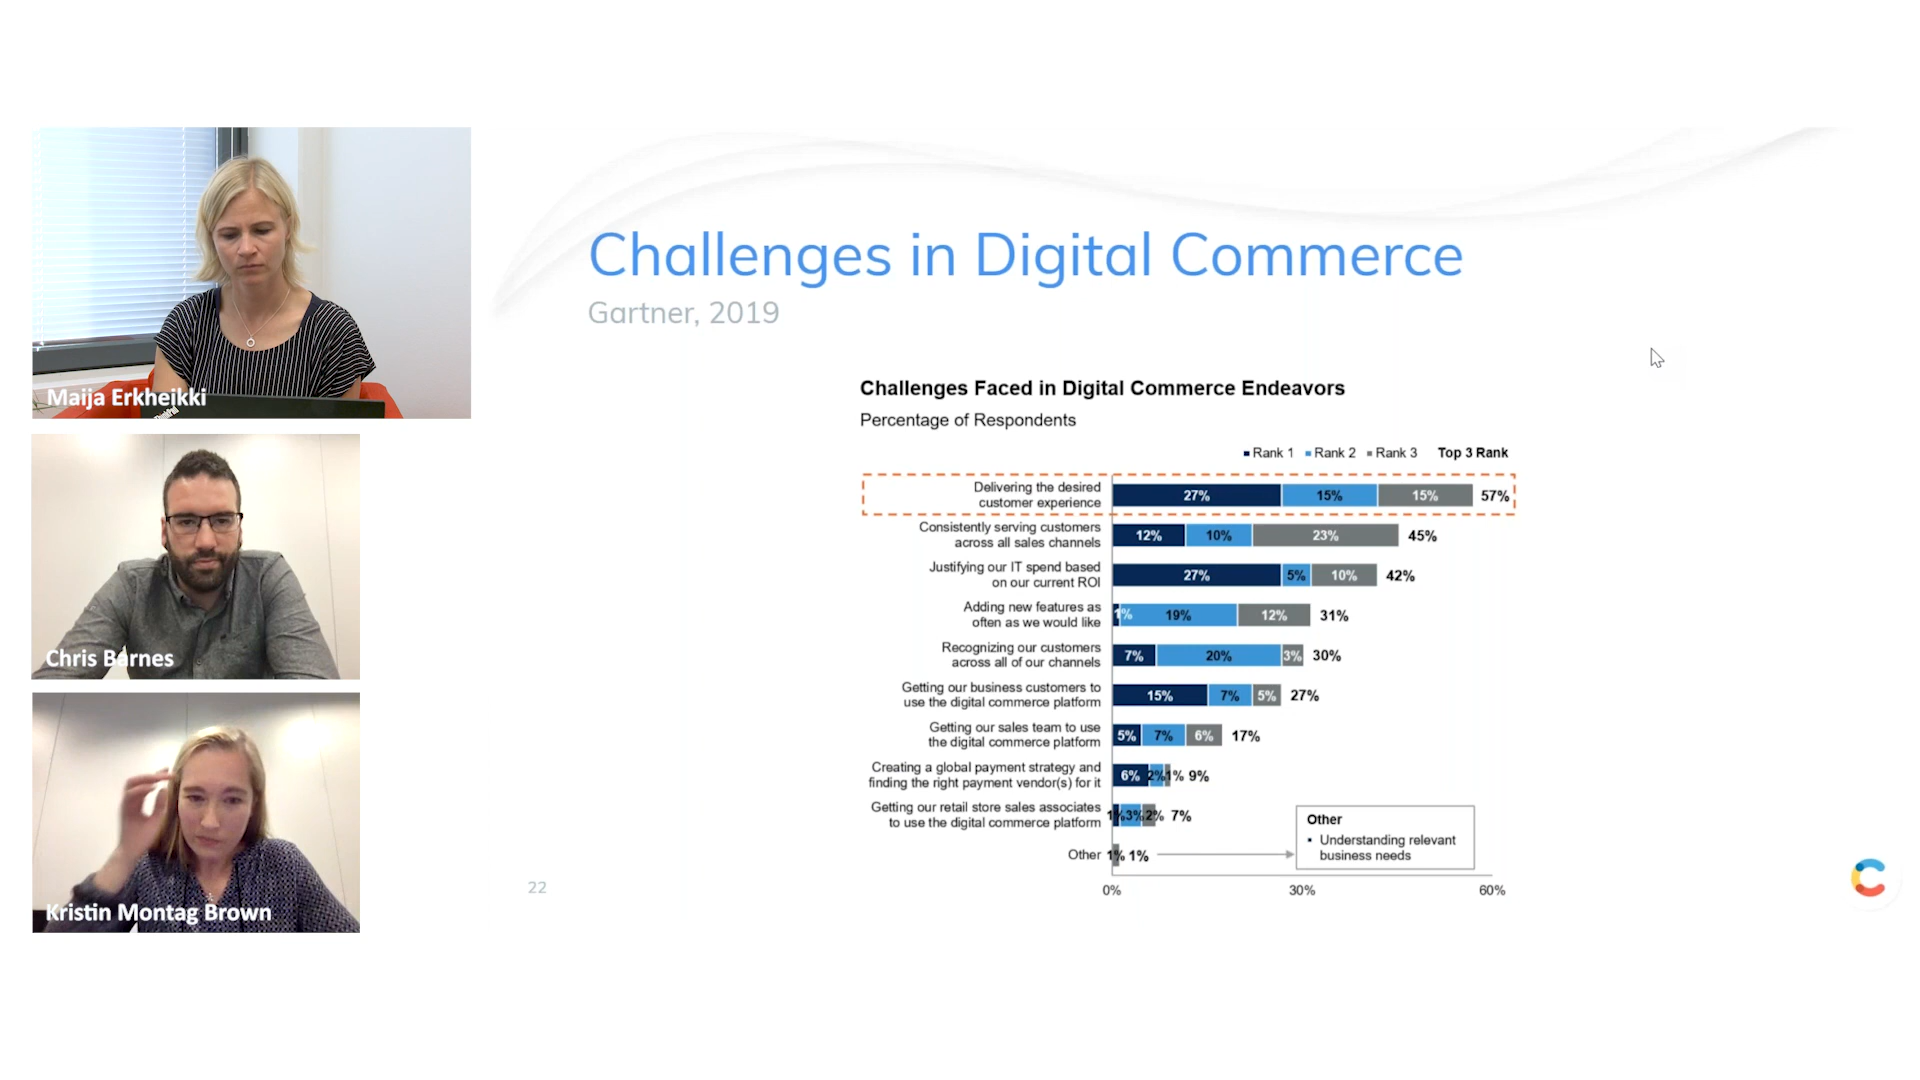 Maija Erkheikki
Chris Barnes
Kristin Montag Brown
Challenges in Digital Commerce
Gartner, 2019
Challenges Faced in Digital Commerce Endeavors
Percentage of Respondents
Rank 1 Rank 2 Rank 3 Top 3 Rank
Delivering the desired
customer experience
27% 15% 15% 57%
Consistently serving customers
across all sales channels
12% 10% 23% 45%
Justifying our IT spend based
on our current ROI
27% 5% 10% 42%
Adding new features as
often as we would like
1% 19% 12% 31%
Recognizing our customers
across all of our channels
7% 20% 3% 30%
Getting our business customers to
use the digital commerce platform
15% 7% 5% 27%
Getting our sales team to use
the digital commerce platform
5% 7% 6% 17%
Creating a global payment strategy and
finding the right payment vendor(s) for it
6% 2% 1% 9%
Getting our retail store sales associates
to use the digital commerce platform
1% 3% 2% 7%
Other 1% 1%
Other
• Understanding relevant
business needs
0% 30% 60%
22